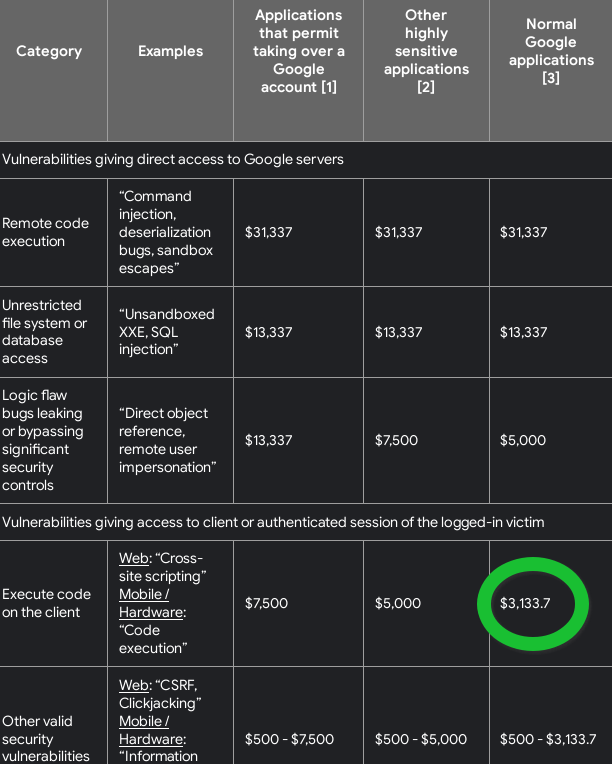 Category
Examples
Applications
that permit
taking over a
Google
account [1]
Other
highly
sensitive
applications
[2]
Normal
Google
applications
[3]
Vulnerabilities giving direct access to Google servers
Remote code
execution
“Command
injection,
deserialization
bugs, sandbox
escapes”
$31,337
$31,337
$31,337
Unrestricted
file system or
database
access
“Unsandboxed
XXE, SQL
injection”
$13,337
$13,337
$13,337
Logic flaw
bugs leaking
or bypassing
significant
security
controls
“Direct object
reference,
remote user
impersonation”
$13,337
$7,500
$5,000
Vulnerabilities giving access to client or authenticated session of the logged-in victim
Execute code
on the client
Web: “Cross-
site scripting”
Mobile /
Hardware:
“Code
execution”
$7,500
$5,000
$3,133.7
Other valid
security
vulnerabilities
Web: “CSRF,
Clickjacking”
Mobile /
Hardware:
“Information
$500 - $7,500
$500 - $5,000
$500 - $3,133.7